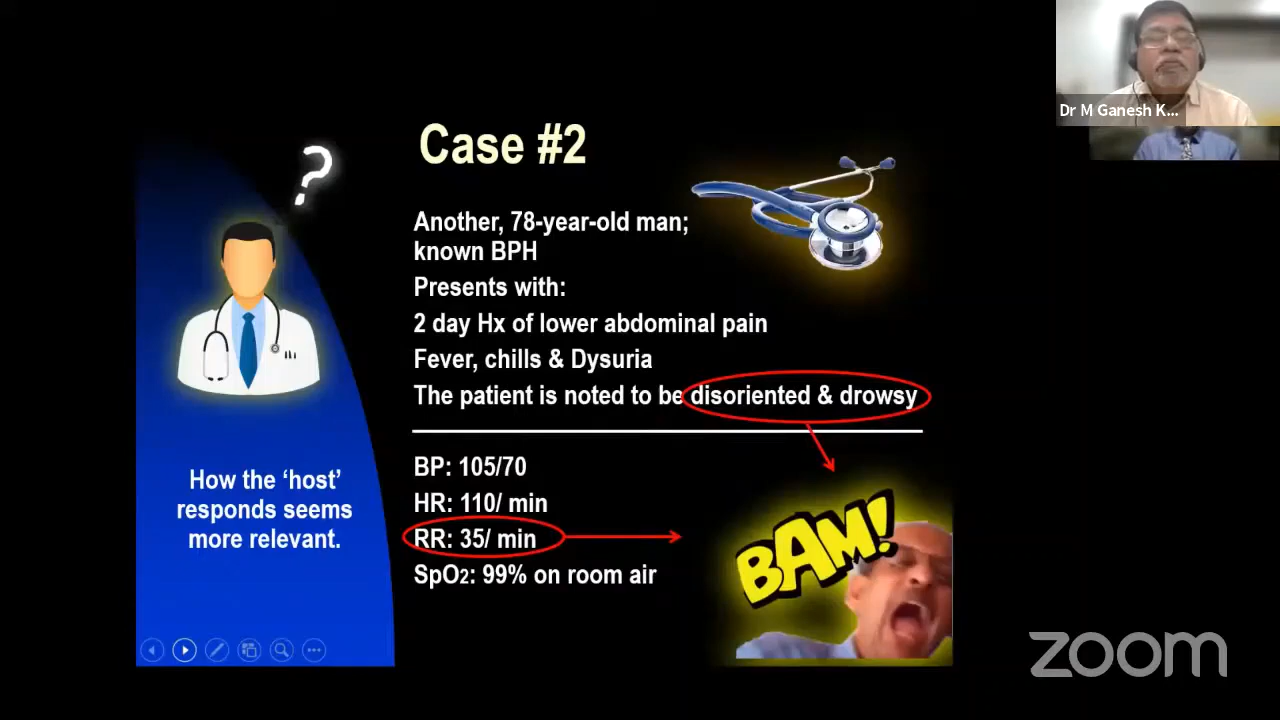 Dr M Ganesh K...
Case #2
?
Another, 78-year-old man;
known BPH
Presents with:
2 day Hx of lower abdominal pain
Fever, chills & Dysuria
The patient is noted to be disoriented & drowsy
BP: 105/70
HR: 110/ min
RR: 35/ min
SpO2: 99% on room air
How the ‘host’
responds seems
more relevant.
BAM!
zoom